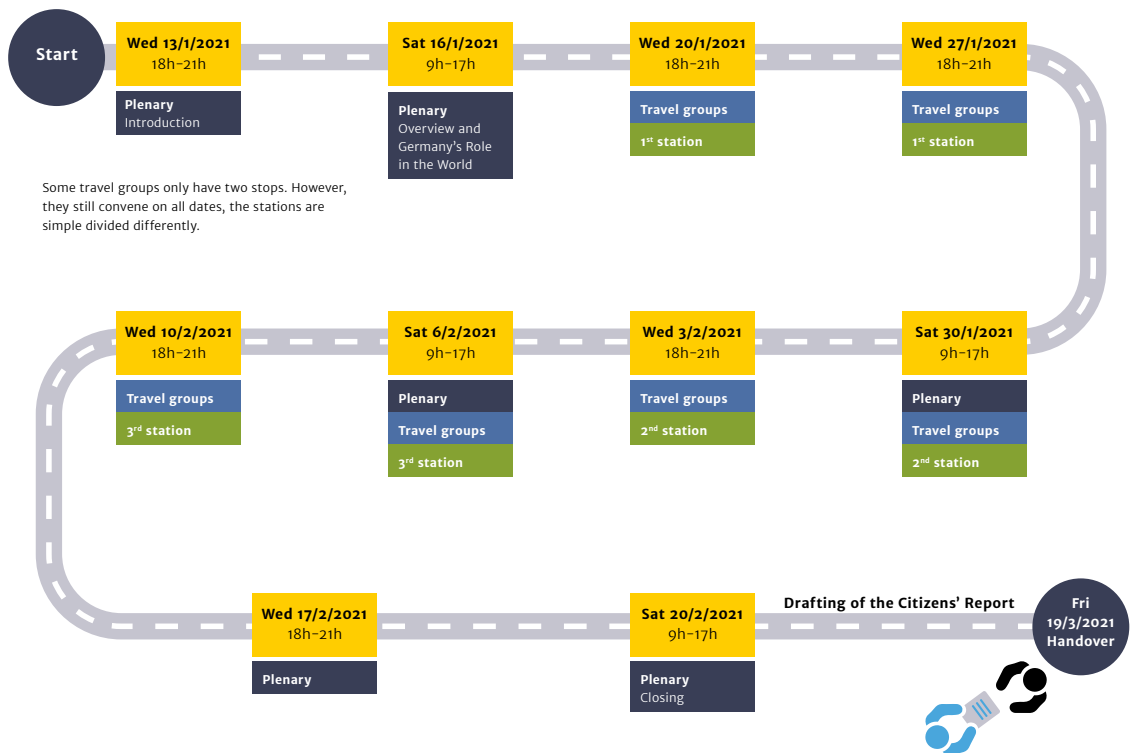 Start
Wed 13/1/2021
18h–21h
Plenary
Introduction
Sat 16/1/2021
9h–17h
Plenary
Overview and
Germany's Role
in the World
Wed 20/1/2021
18h–21h
Travel groups
1st station
Wed 27/1/2021
18h–21h
Travel groups
1st station
Some travel groups only have two stops. However,
they still convene on all dates, the stations are
simple divided differently.
Sat 30/1/2021
9h–17h
Plenary
Travel groups
2nd station
Wed 3/2/2021
18h–21h
Travel groups
2nd station
Sat 6/2/2021
9h–17h
Plenary
Travel groups
3rd station
Wed 10/2/2021
18h–21h
Travel groups
3rd station
Wed 17/2/2021
18h–21h
Plenary
Sat 20/2/2021
9h–17h
Plenary
Closing
Drafting of the Citizens' Report
Fri
19/3/2021
Handover